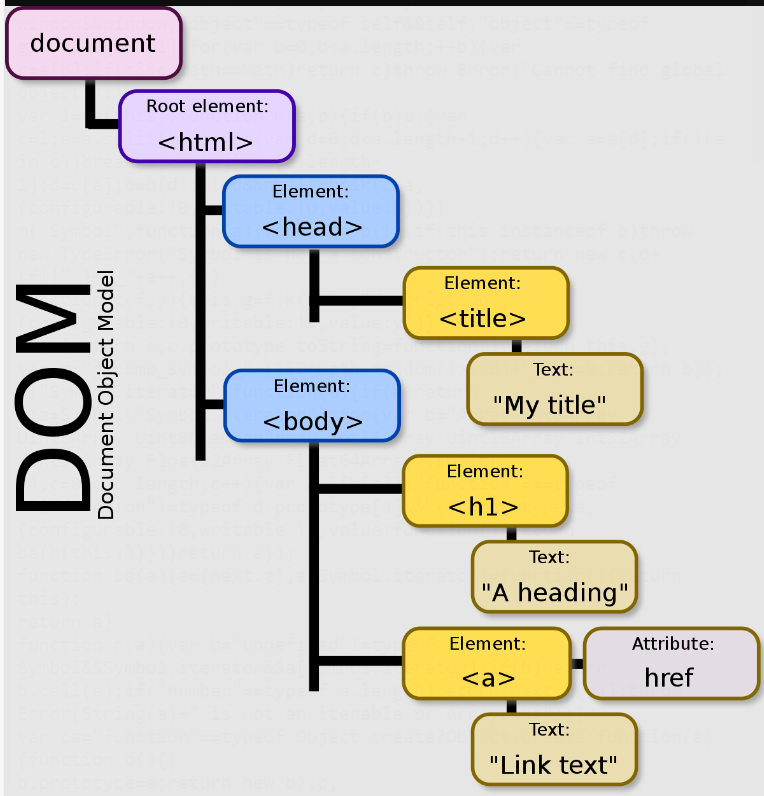 document
Root element:
<html>
Element:
<head>
Element:
<title>
Text:
"My title"
DOM
Document Object Model
Element:
<body>
Element:
<h1>
Text:
"A heading"
Element:
<a>
Attribute:
href
Text:
"Link text"